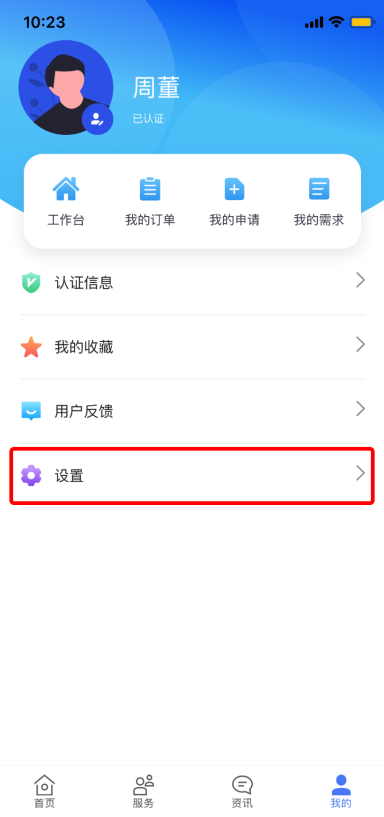 10:23
周董
已认证
工作台 我的订单 我的申请 我的需求
认证信息
我的收藏
用户反馈
设置
首页 服务 资讯 我的